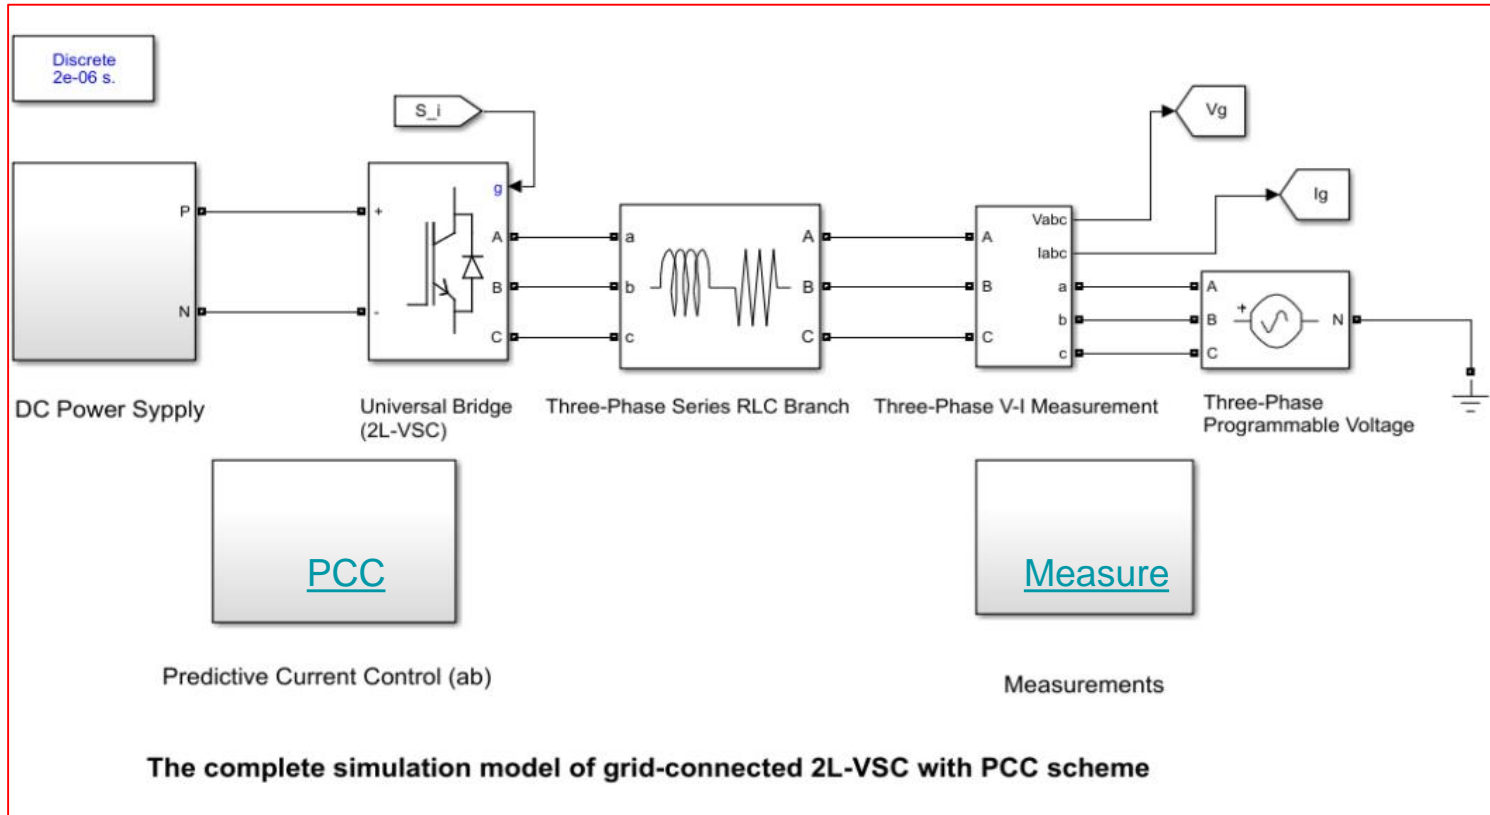 Discrete
2e-06 s.
S_i
Vg
Ig
P
N
+
-
g
A
B
C
a
b
c
A
B
C
A
B
C
Vabc
Iabc
a
b
c
A
B
C
+
N
DC Power Sypply
Universal Bridge
(2L-VSC)
Three-Phase Series RLC Branch
Three-Phase V-I Measurement
Three-Phase
Programmable Voltage
PCC
Measure
Predictive Current Control (ab)
Measurements
The complete simulation model of grid-connected 2L-VSC with PCC scheme